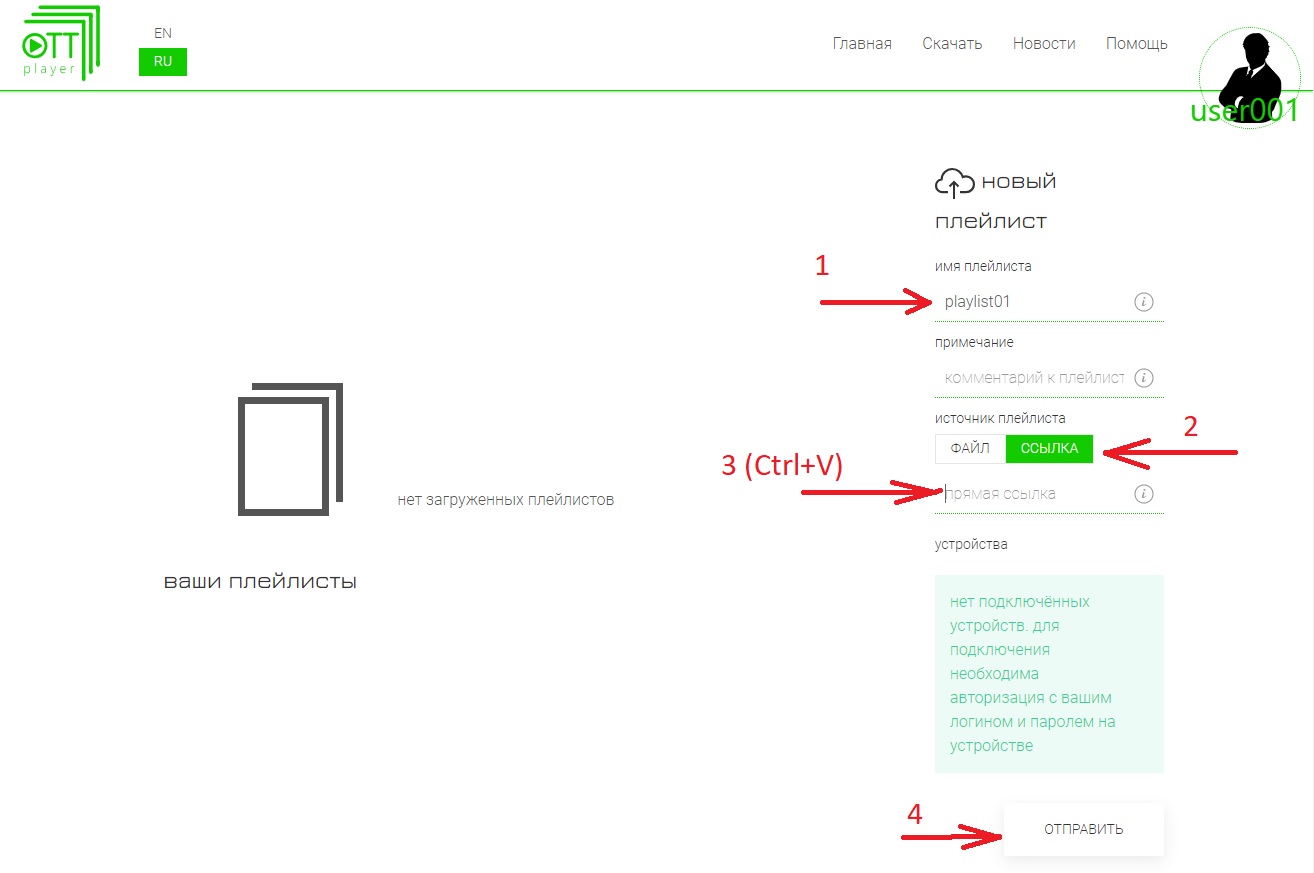 ОТТ
player
EN
RU
Главная
Скачать
Новости
Помощь
user001
новый
плейлист
1
имя плейлиста
playlist01
примечание
комментарий к плейлист
источник плейлиста
2
ФАЙЛ
ССЫЛКА
3 (Ctrl+V)
прямая ссылка
нет загруженных плейлистов
ваши плейлисты
устройства
нет подключённых
устройств. для
подключения
необходима
авторизация с вашим
логином и паролем на
устройстве
4
ОТПРАВИТЬ